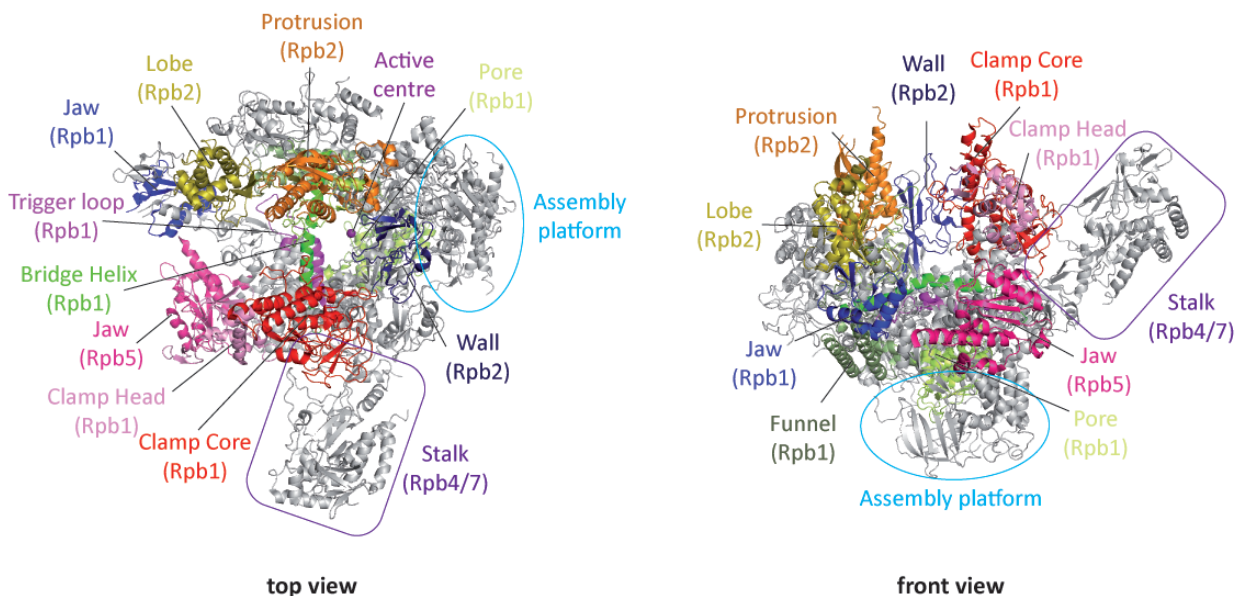 Protrusion
(Rpb2)
Lobe
(Rpb2)
Active
centre
Pore
(Rpb1)
Jaw
(Rpb1)
Trigger loop
(Rpb1)
Assembly
platform
Bridge Helix
(Rpb1)
Jaw
(Rpb5)
Wall
(Rpb2)
Clamp Head
(Rpb1)
Clamp Core
(Rpb1)
Stalk
(Rpb4/7)
top view
Wall
(Rpb2)
Clamp Core
(Rpb1)
Protrusion
(Rpb2)
Clamp Head
(Rpb1)
Lobe
(Rpb2)
Stalk
(Rpb4/7)
Jaw
(Rpb1)
Jaw
(Rpb5)
Funnel
(Rpb1)
Pore
(Rpb1)
Assembly platform
front view